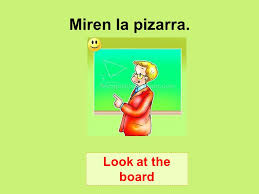 Miren la pizarra.
Look at the
board